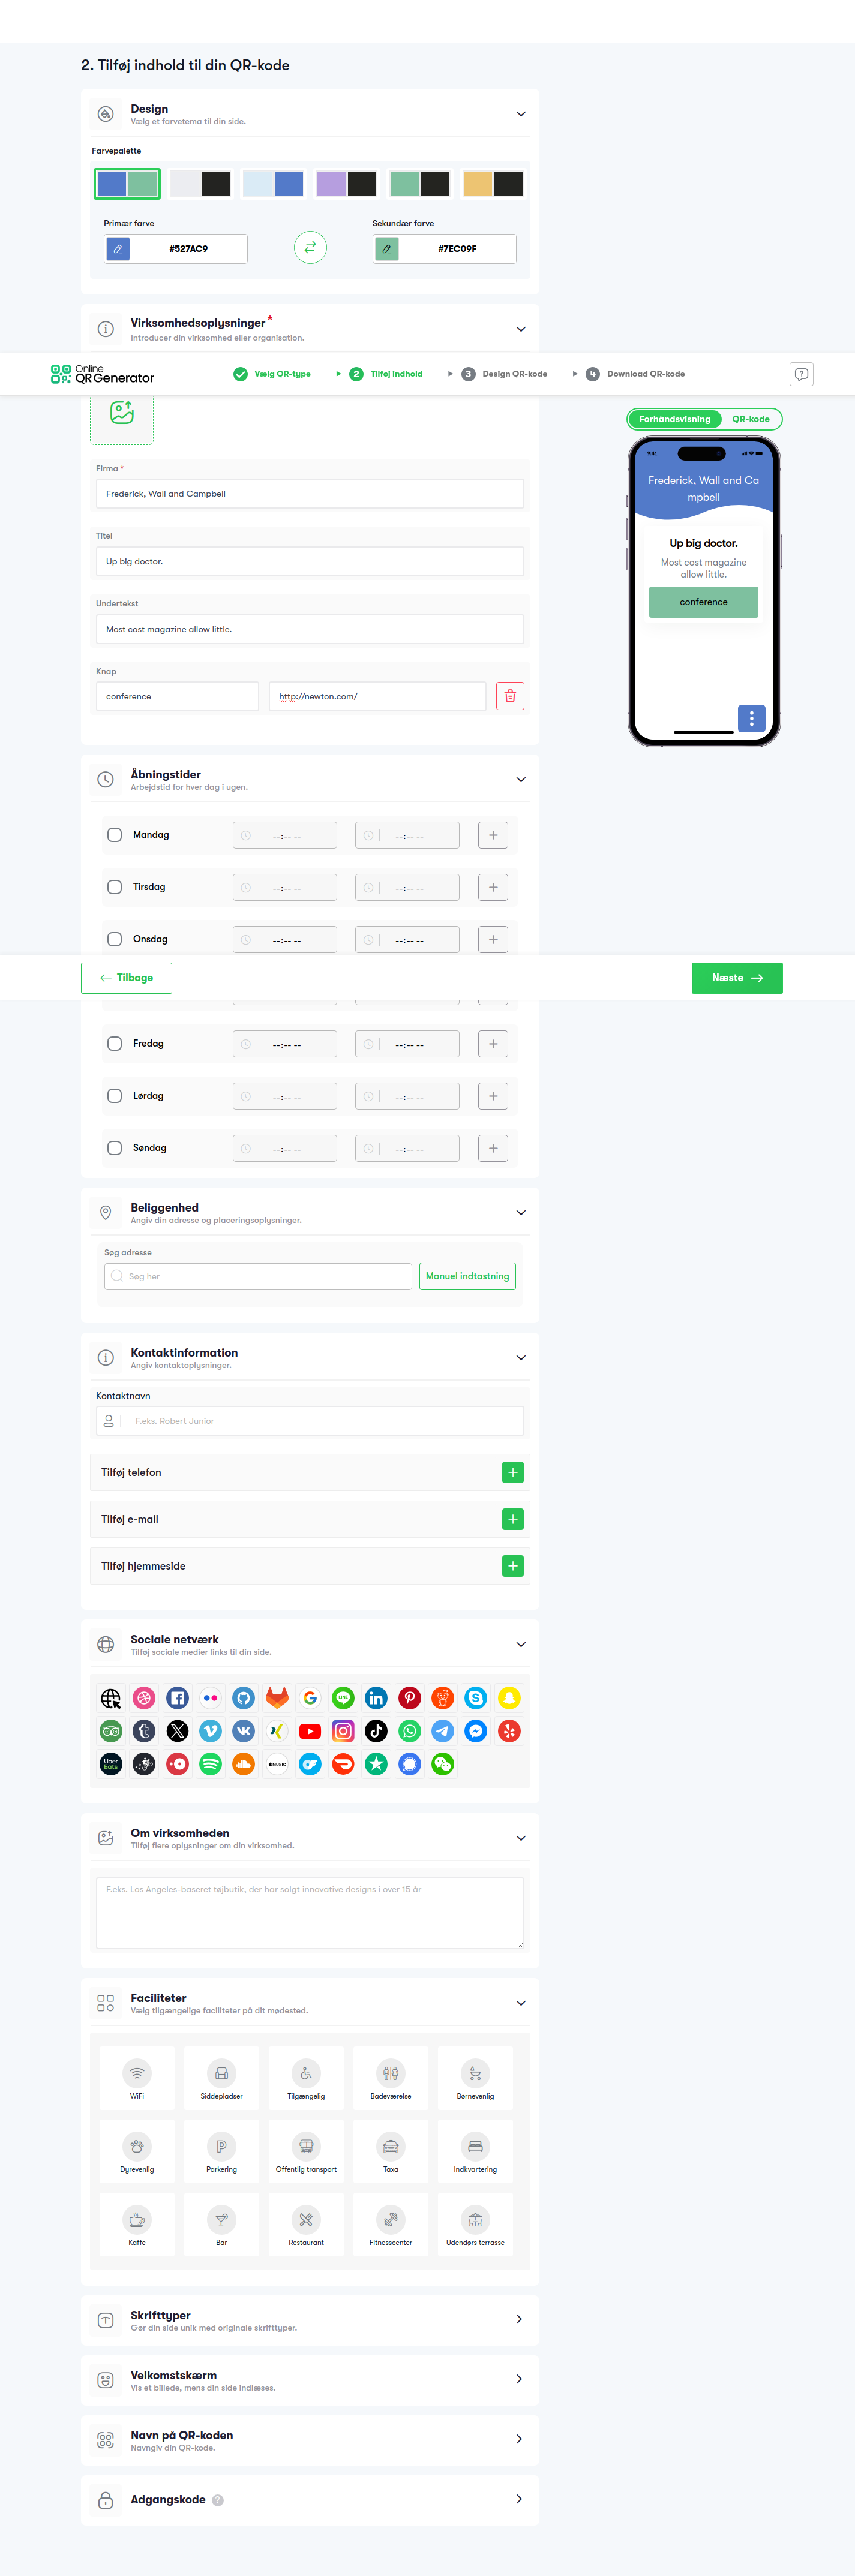 2. Tilføj indhold til din QR-kode
Design
Vælg et farvetema til din side.
Farvepalette
Primær farve
Sekundær farve
#527AC9
#7EC09F
Virksomhedsoplysninger *
Introducer din virksomhed eller organisation.
Online
QR Generator
Vælg QR-type
2 Tilføj indhold
3 Design QR-kode
4 Download QR-kode
Forhåndsvisning
QR-kode
9:41
Frederick, Wall and Ca
mpbell
Up big doctor.
Most cost magazine
allow little.
conference
Firma *
Frederick, Wall and Campbell
Titel
Up big doctor.
Undertekst
Most cost magazine allow little.
Knap
conference
http://newton.com/
Åbningstider
Arbejdstid for hver dag i ugen.
Mandag --:-- -- --:-- --
Tirsdag --:-- -- --:-- --
Onsdag --:-- -- --:-- --
Tilbage
Næste
Fredag --:-- -- --:-- --
Lørdag --:-- -- --:-- --
Søndag --:-- -- --:-- --
Beliggenhed
Angiv din adresse og placeringsoplysninger.
Søg adresse
Søg her
Manuel indtastning
Kontaktinformation
Angiv kontaktoplysninger.
Kontaktnavn
F.eks. Robert Junior
Tilføj telefon
Tilføj e-mail
Tilføj hjemmeside
Sociale netværk
Tilføj sociale medier links til din side.
LINE
Uber
Eats
MUSIC
Om virksomheden
Tilføj flere oplysninger om din virksomhed.
F.eks. Los Angeles-baseret tøjbutik, der har solgt innovative designs i over 15 år
Faciliteter
Vælg tilgængelige faciliteter på dit mødested.
WiFi
Siddepladser
Tilgængelig
Badeværelse
Børnevenlig
Dyrevenlig
Parkering
Offentlig transport
Taxa
Indkvartering
Kaffe
Bar
Restaurant
Fitnesscenter
Udendørs terrasse
Skrifttyper
Gør din side unik med originale skrifttyper.
Velkomstskærm
Vis et billede, mens din side indlæses.
Navn på QR-koden
Navngiv din QR-kode.
Adgangskode ?